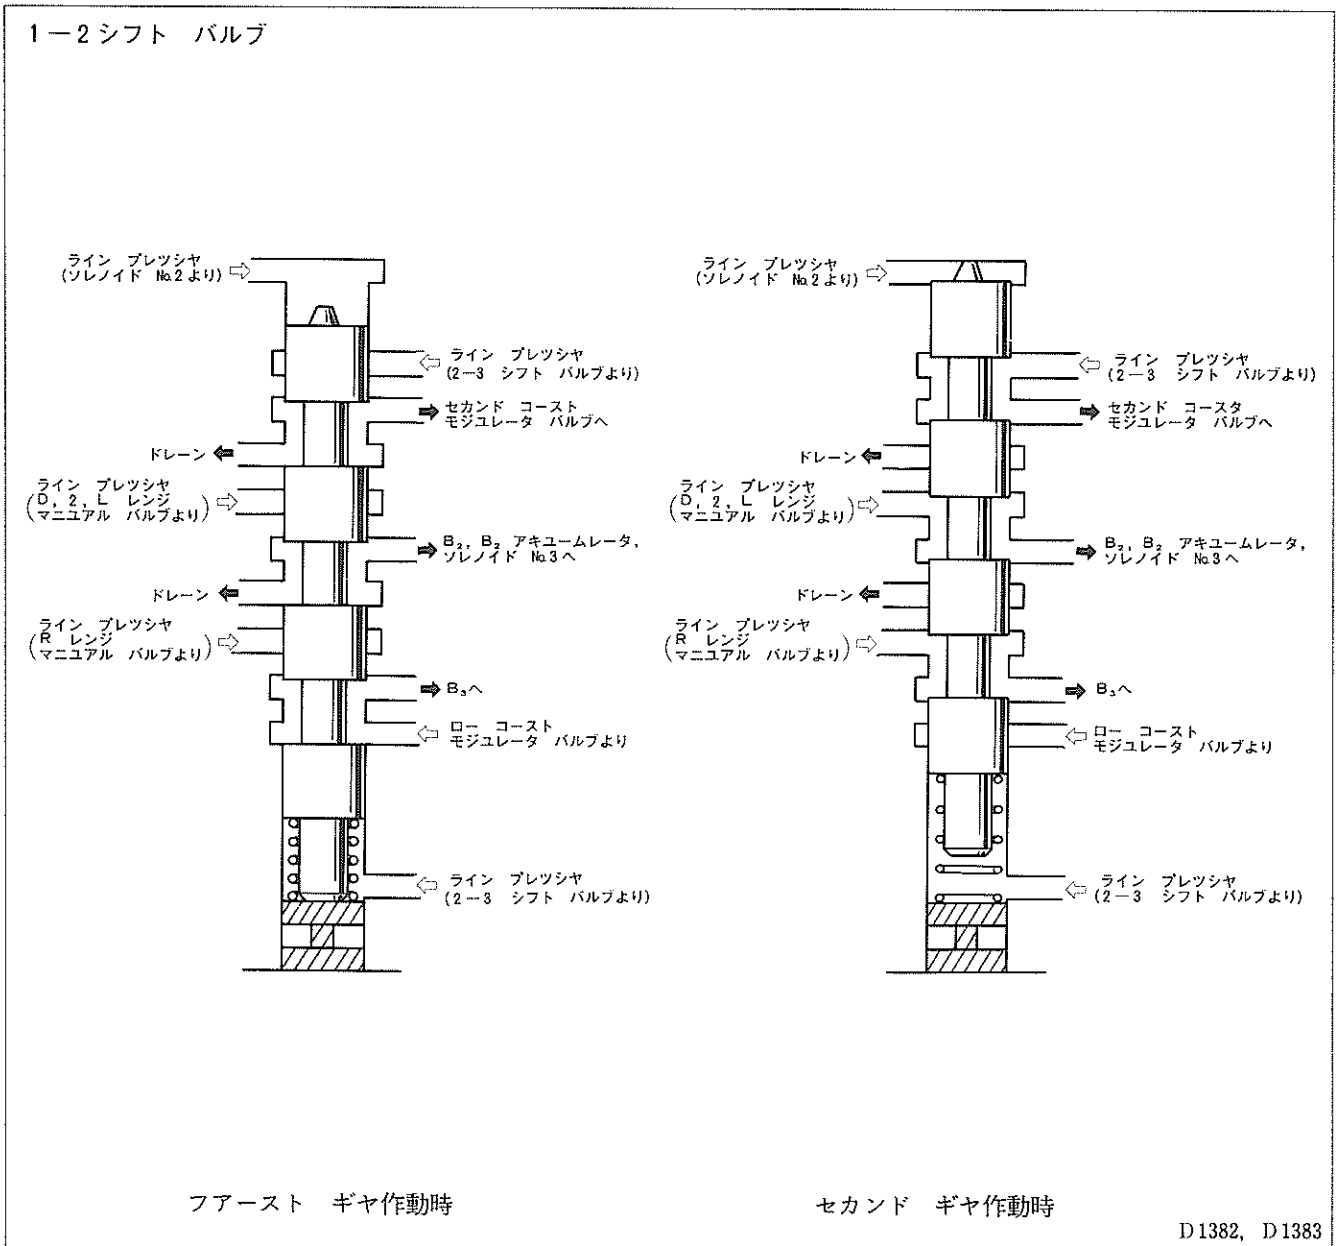 1－2シフト　バルブ
ライン　プレツシヤ
(ソレノイド　No.2より)
ライン　プレツシヤ
(2－3　シフト　バルブより)
セカンド　コースト
モジユレータ　バルブへ
ドレーン
ライン　プレツシヤ
D，2，L　レンジ
(マニユアル　バルブより)
B₂，B₂　アキユームレータ，
ソレノイド　No.3へ
ドレーン
ライン　プレツシヤ
R　レンジ
(マニユアル　バルブより)
B₃へ
ロー　コースト
モジユレータ　バルブより
ライン　プレツシヤ
(2－3　シフト　バルブより)
フアースト　ギヤ作動時
ライン　プレツシヤ
(ソレノイド　No.2より)
ライン　プレツシヤ
(2－3　シフト　バルブより)
セカンド　コースタ
モジユレータ　バルブへ
ドレーン
ライン　プレツシヤ
D，2，L　レンジ
(マニユアル　バルブより)
B₂，B₂　アキユームレータ，
ソレノイド　No.3へ
ドレーン
ライン　プレツシヤ
R　レンジ
(マニユアル　バルブより)
B₃へ
ロー　コースト
モジユレータ　バルブより
ライン　プレツシヤ
(2－3　シフト　バルブより)
セカンド　ギヤ作動時
D1382，D1383